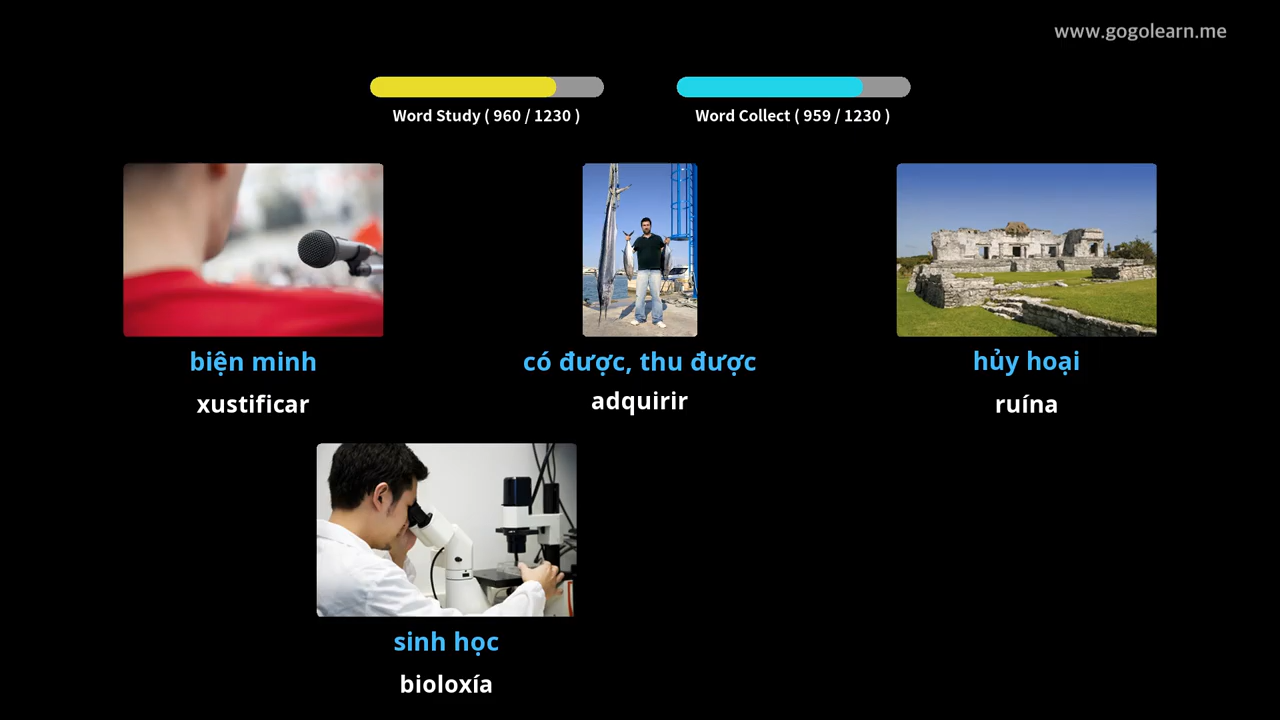 www.gogolearn.me
Word Study ( 960 / 1230 )
Word Collect ( 959 / 1230 )
biện minh
xustificar
có được, thu được
adquirir
hủy hoại
ruína
sinh học
bioloxía